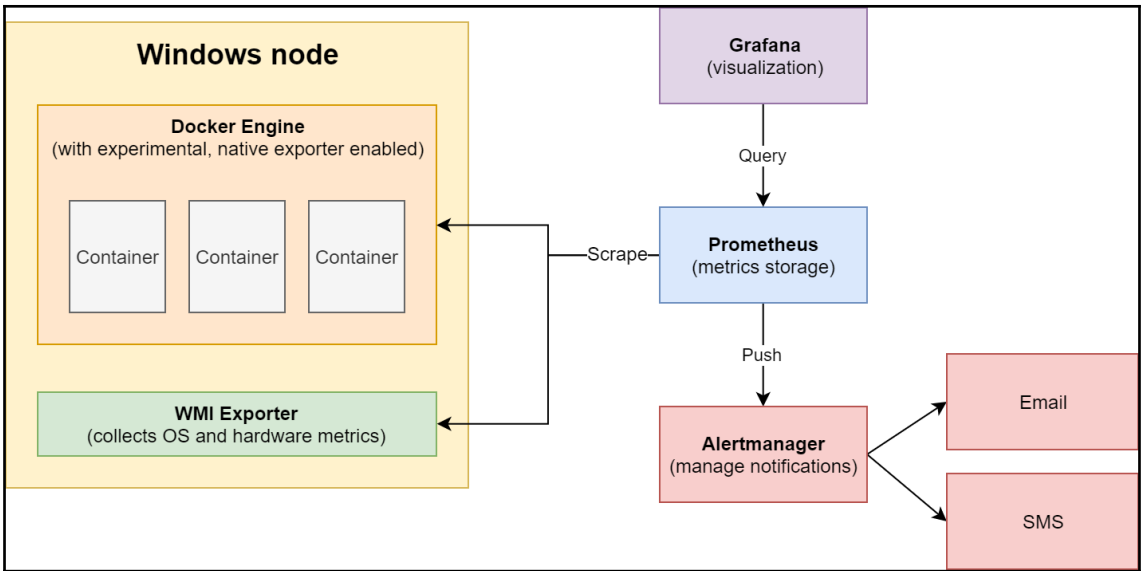 Windows node
Docker Engine
(with experimental, native exporter enabled)
Container
Container
Container
WMI Exporter
(collects OS and hardware metrics)
Scrape
Grafana
(visualization)
Query
Prometheus
(metrics storage)
Push
Alertmanager
(manage notifications)
Email
SMS